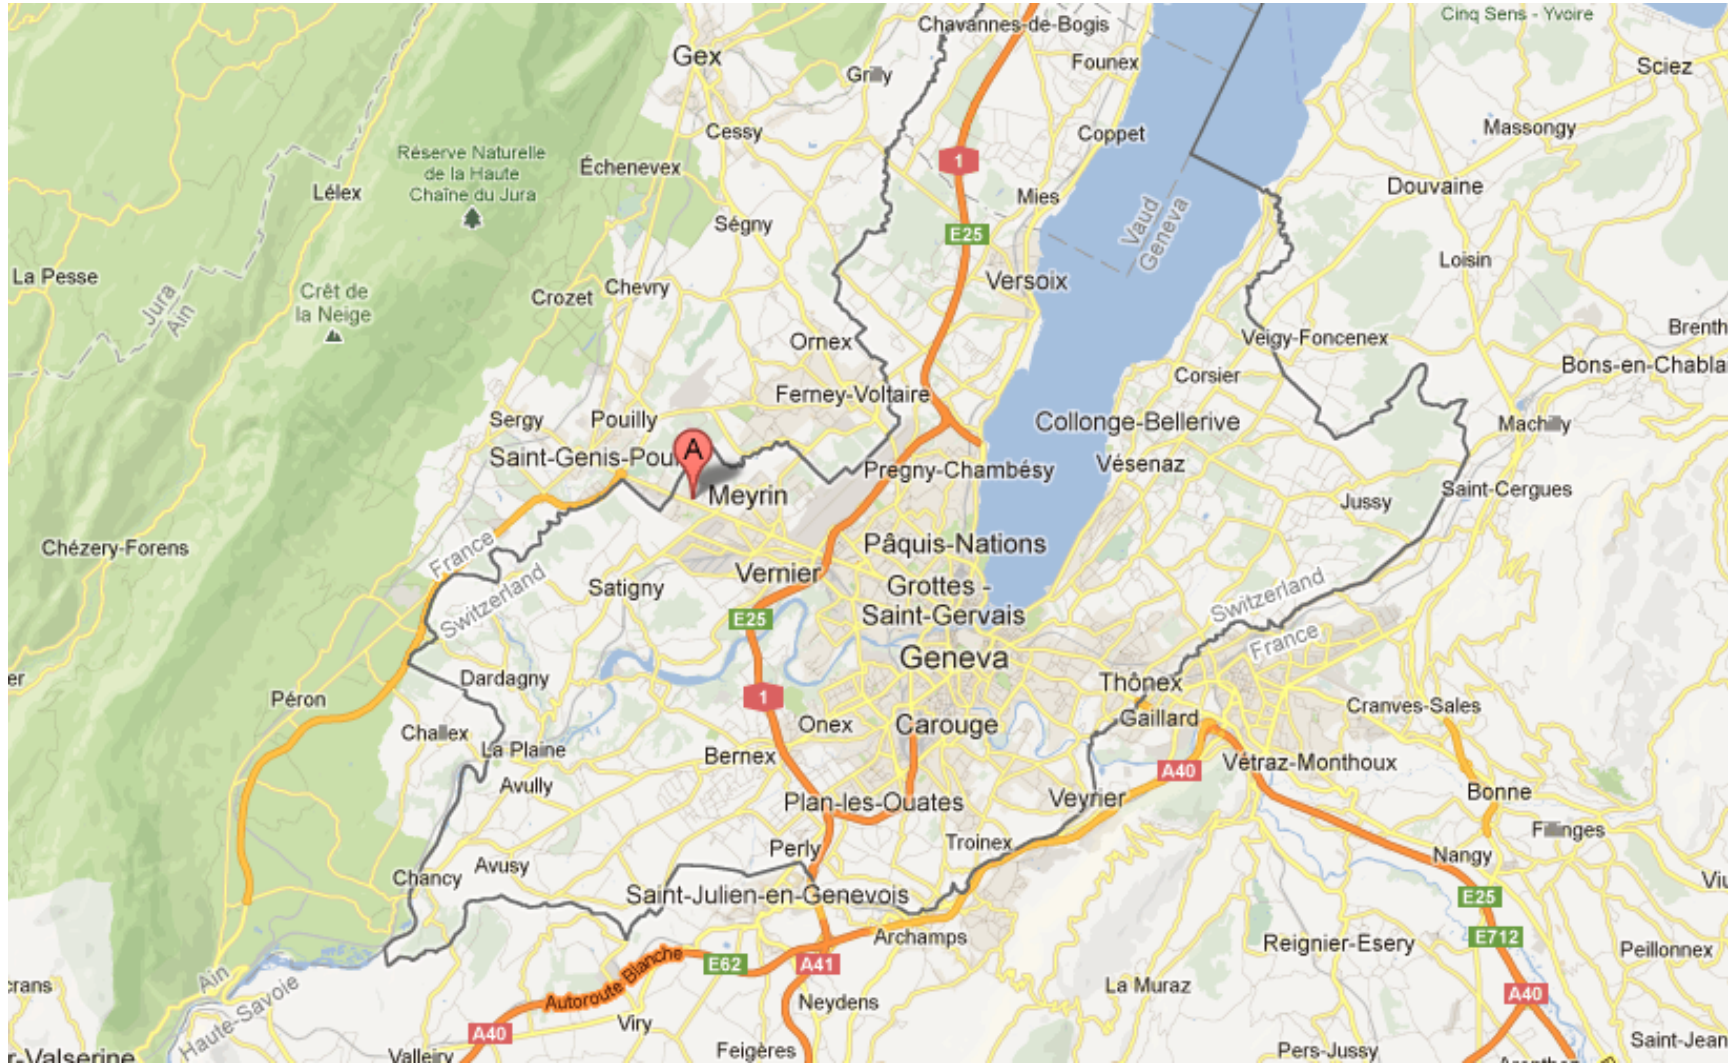 Chavannes-de-Bogis
Cinq Sens - Yvoire
Gex
Founex
Sciez
Grilly
Cessy
Coppet
Massongy
Réserve Naturelle
de la Haute
Chaîne du Jura
1
Échenevex
Lélex
Mies
Douvaine
Ségny
E25
Vaud
Geneva
La Pesse
Jura
Ain
Crêt de
la Neige
Crozet
Chevry
Versoix
Loisin
Ornex
Veigy-Foncenex
Brenth
Bons-en-Chabla
Corsier
Ferney-Voltaire
Sergy
Pouilly
Collonge-Bellerive
Machilly
Saint-Genis-Pou
A
Meyrin
Pregny-Chambésy
Vésenaz
Jussy
Saint-Cergues
Chézery-Forens
France
Switzerland
Pâquis-Nations
Vernier
Satigny
Grottes -
Saint-Gervais
E25
Switzerland
France
Geneva
er
Dardagny
Thônex
Péron
1
Cranves-Sales
Challex
La Plaine
Onex
Carouge
Gaillard
Bernex
A40
Vétraz-Monthoux
Avully
Plan-les-Ouates
Veyrier
Bonne
Fillinges
Perly
Troinex
Nangy
Avusy
Chancy
Viu
Saint-Julien-en-Genevois
E25
Archamps
E712
Reignier-Esery
Peillonnex
Autoroute Blanche
E62
A41
Ain
Haute-Savoie
crans
La Muraz
A40
Neydens
Viry
A40
r-Valserine
Valleiry
Feigères
Pers-Jussy
Saint-Jean